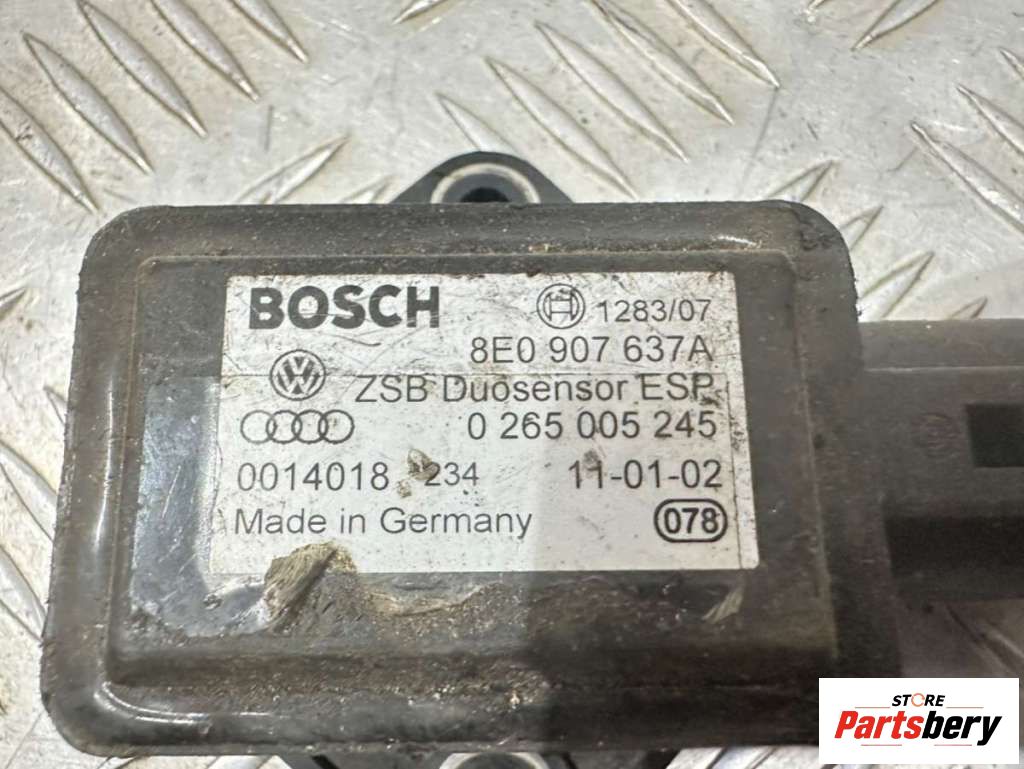 BOSCH 1283/07
8E0 907 637A
ZSB Duosensor ESP
0 265 005 245
0014018 234 11-01-02
Made in Germany 078
STORE
Partsbery